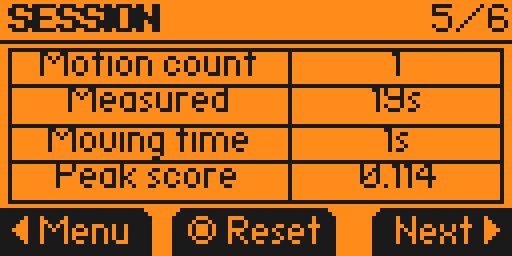 SESSION 5/6
Motion count 1
Measured 19s
Moving time 1s
Peak score 0.114
Menu Reset Next